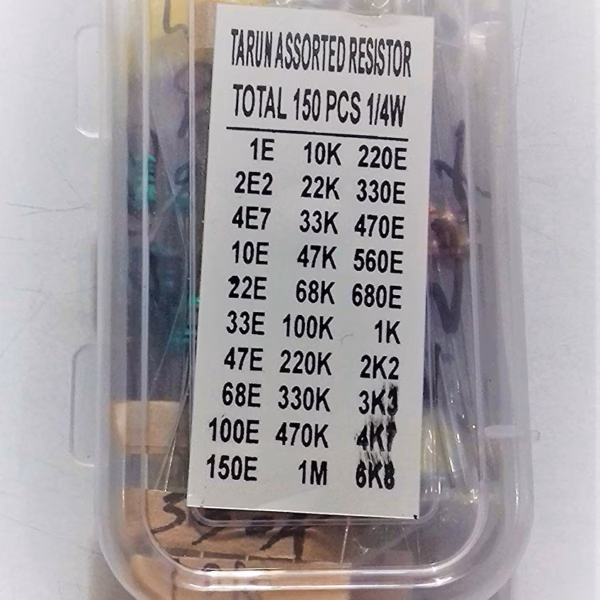 TARUN ASSORTED RESISTOR
TOTAL 150 PCS 1/4W
1E 10K 220E
2E2 22K 330E
4E7 33K 470E
10E 47K 560E
22E 68K 680E
33E 100K 1K
47E 220K 2K2
68E 330K 3K3
100E 470K 4K7
150E 1M 6K8